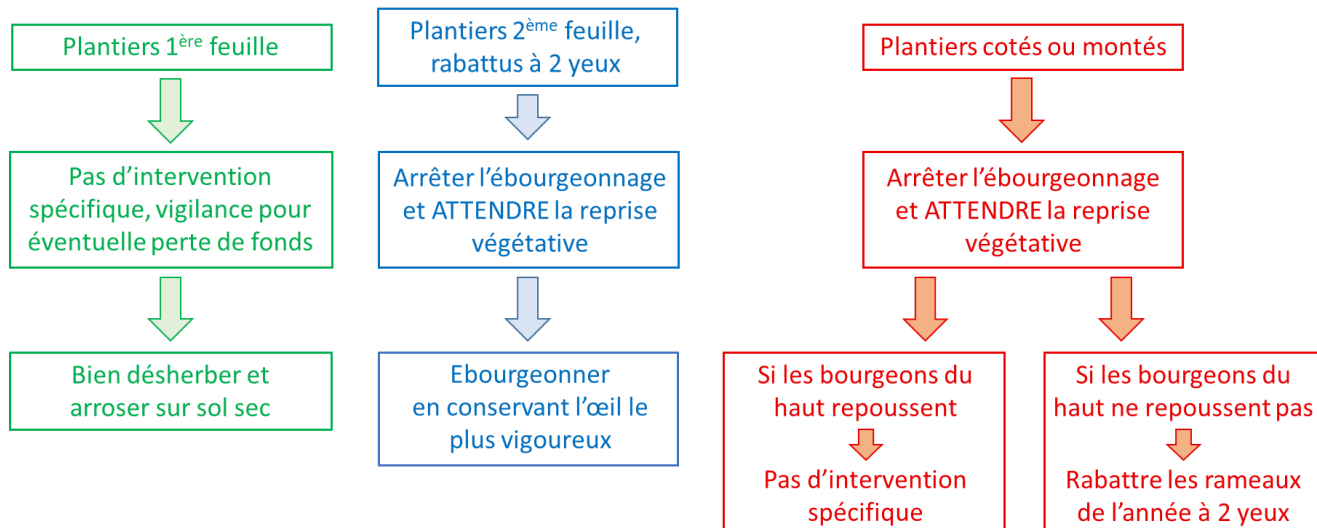 Plantiers 1ère feuille
Pas d’intervention
spécifique, vigilance pour
éventuelle perte de fonds
Bien désherber et
arroser sur sol sec
Plantiers 2ème feuille,
rabattus à 2 yeux
Arrêter l’ébourgeonnage
et ATTENDRE la reprise
végétative
Ebourgeonner
en conservant l’œil le
plus vigoureux
Plantiers cotés ou montés
Arrêter l’ébourgeonnage
et ATTENDRE la reprise
végétative
Si les bourgeons du
haut repoussent
Pas d’intervention
spécifique
Si les bourgeons du
haut ne repoussent pas
Rabattre les rameaux
de l’année à 2 yeux